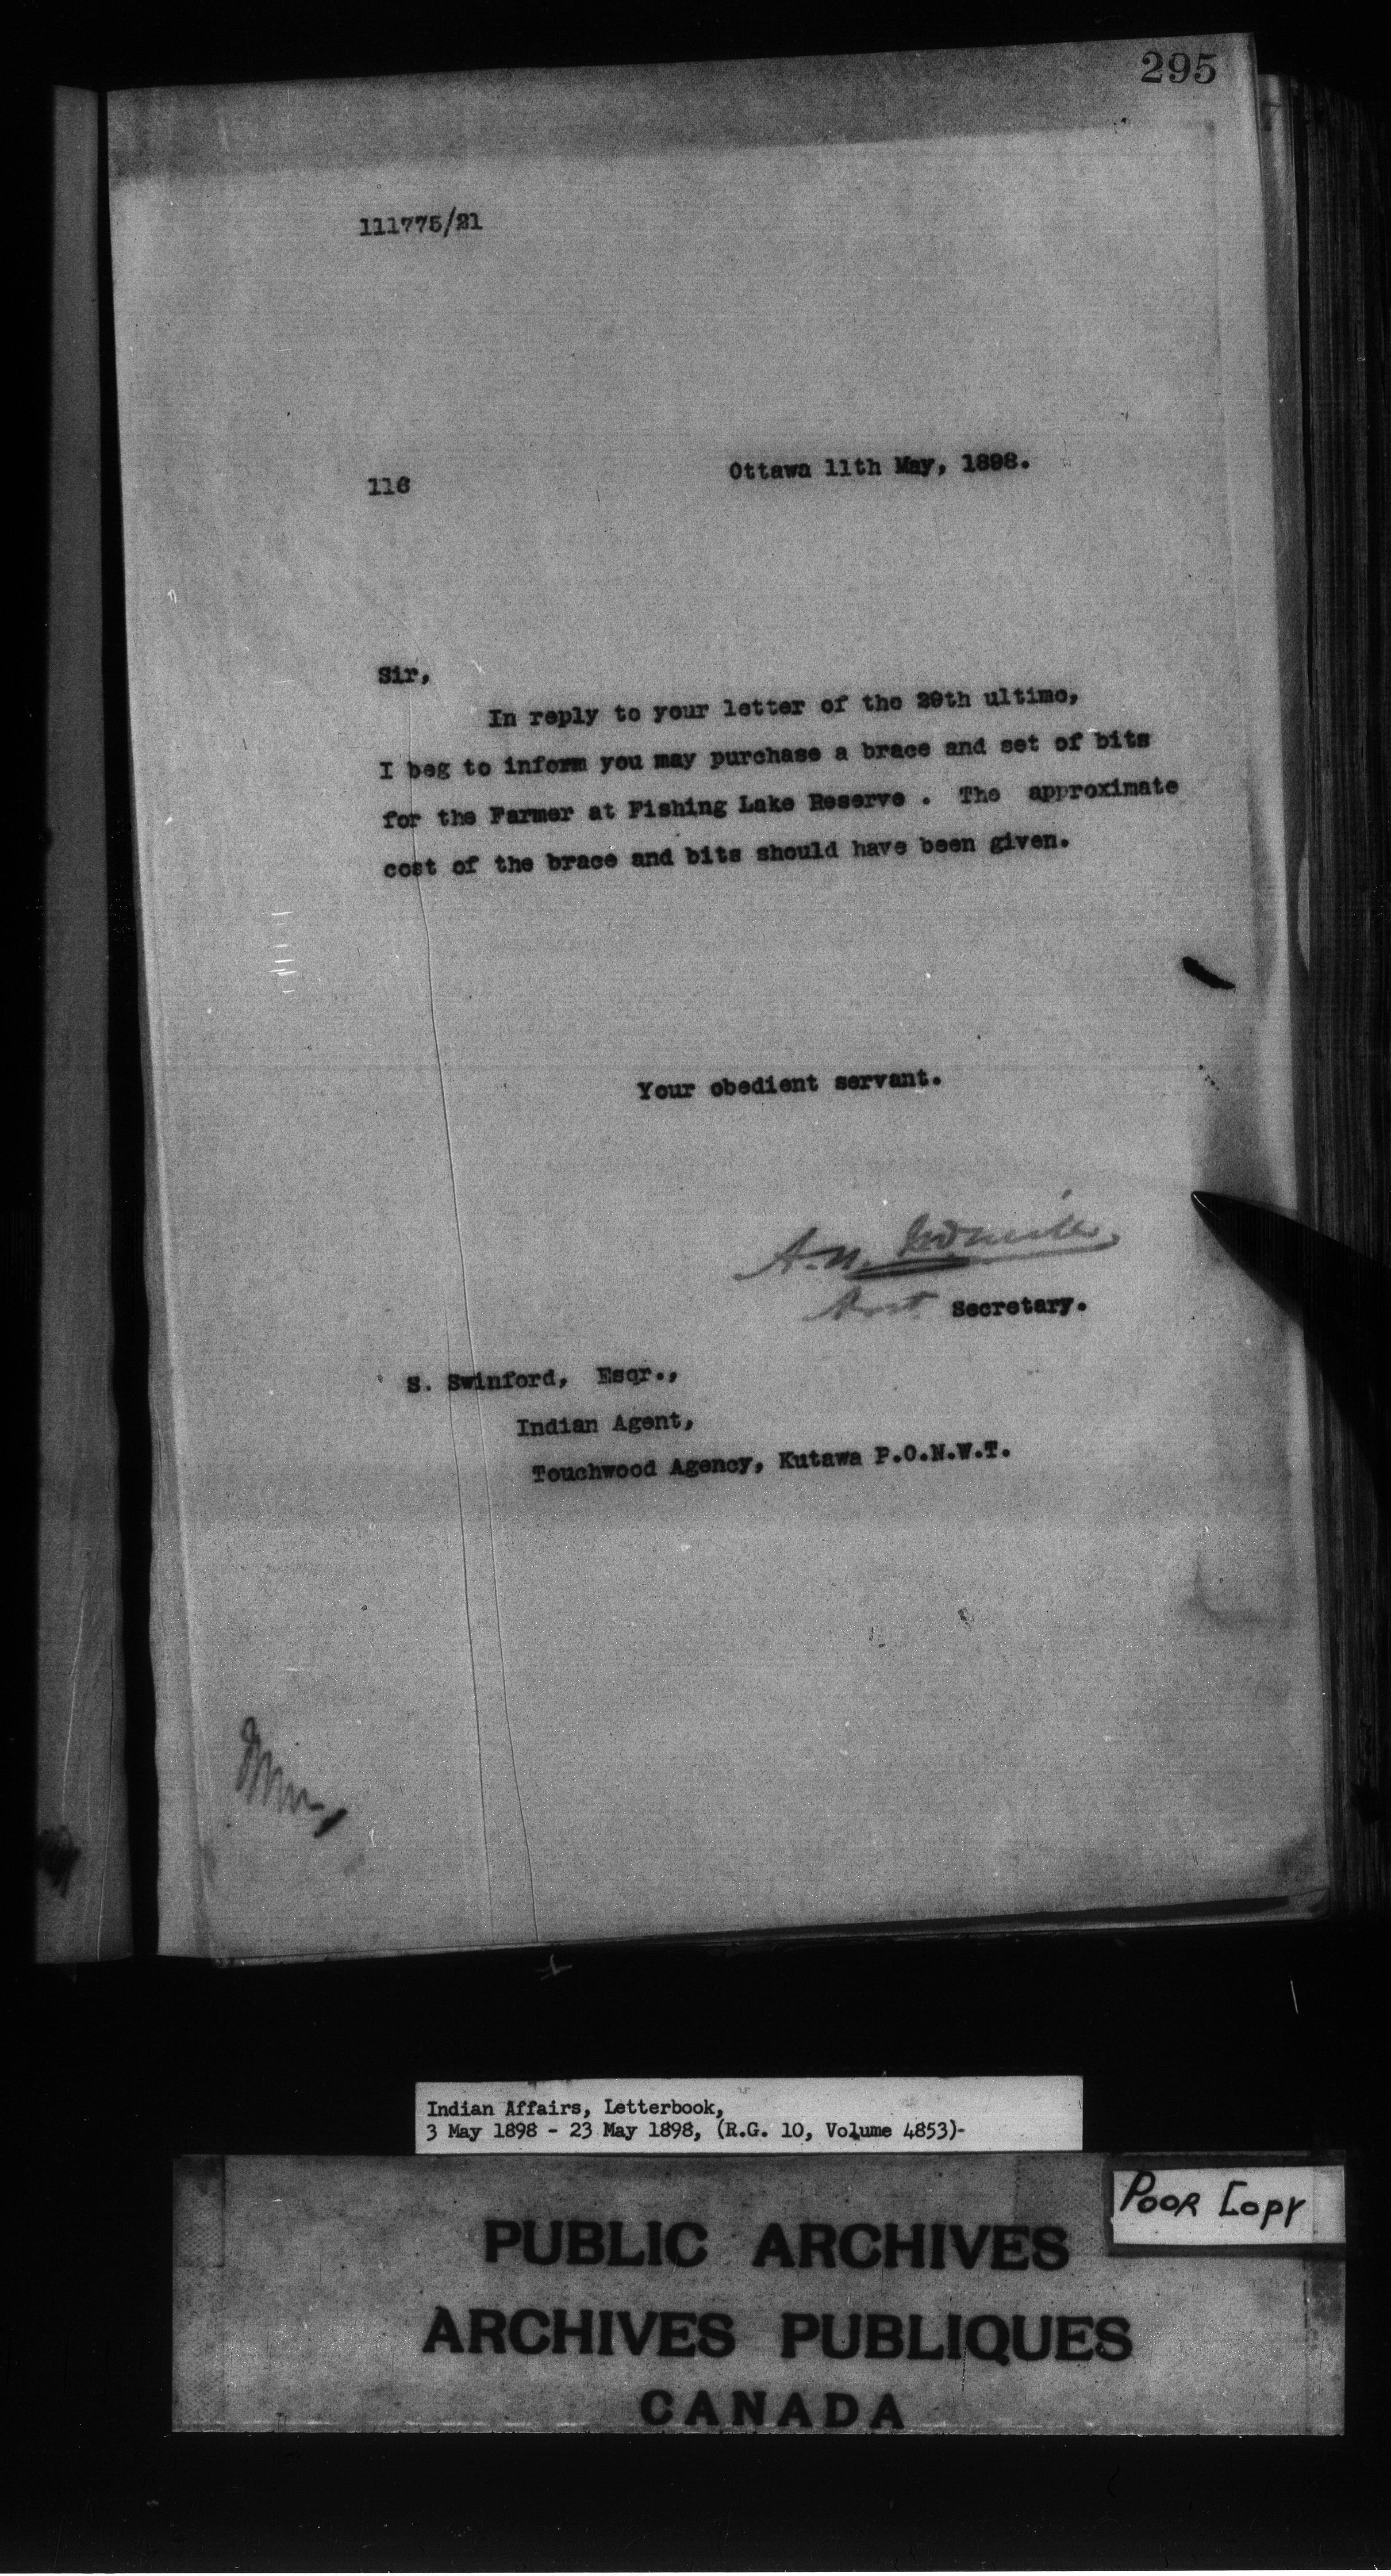 295
111775/21
116
Ottawa 11th May, 1898.
Sir,
In reply to your letter of the 29th ultimo,
I beg to inform you may purchase a brace and set of bits
for the Farmer at Fishing Lake Reserve . The approximate
cost of the brace and bits should have been given.
Your obedient servant.
A.N. McNeill
Asst. Secretary.
S. Swinford, Esqr.,
Indian Agent,
Touchwood Agency, Kutawa P.O.N.W.T.
Indian Affairs, Letterbook,
3 May 1898 - 23 May 1898, (R.G. 10, Volume 4853)-
POOR COPY
PUBLIC ARCHIVES
ARCHIVES PUBLIQUES
CANADA